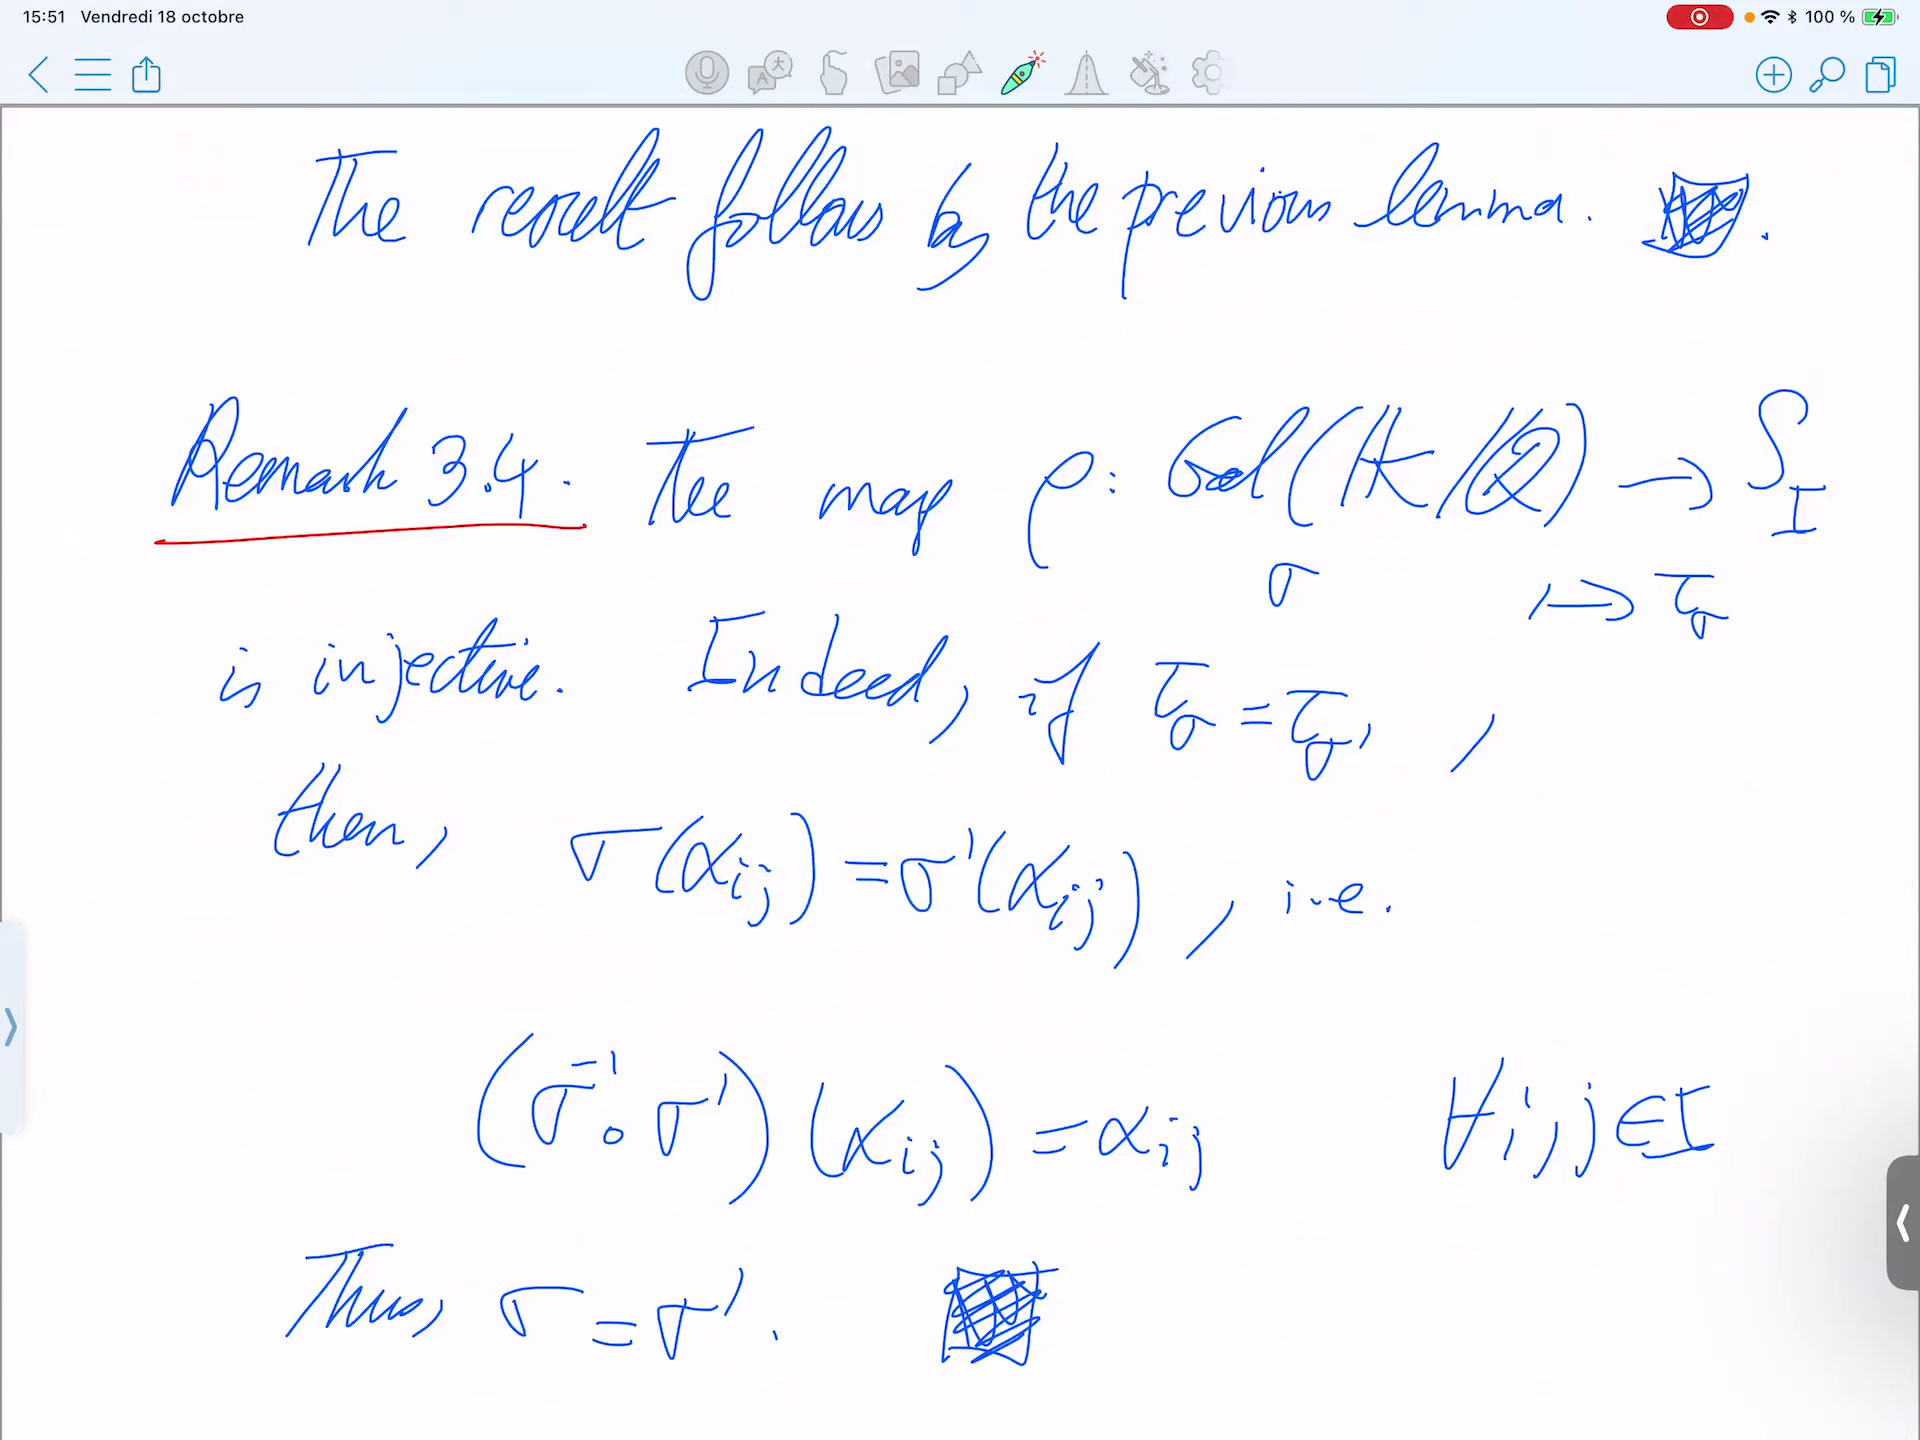 15:51 Vendredi 18 octobre 100 %
The result follows by the previous lemma.
Remark 3.4. The map ρ: Gal(K/Q) → S_I
σ ↦ τ_σ
is injective. Indeed, if τ_σ = τ_σ' ,
then, σ(α_ij) = σ'(α_ij) , i.e.
(σ⁻¹∘σ')(α_ij) = α_ij ∀i,j∈I
Thus, σ = σ'.